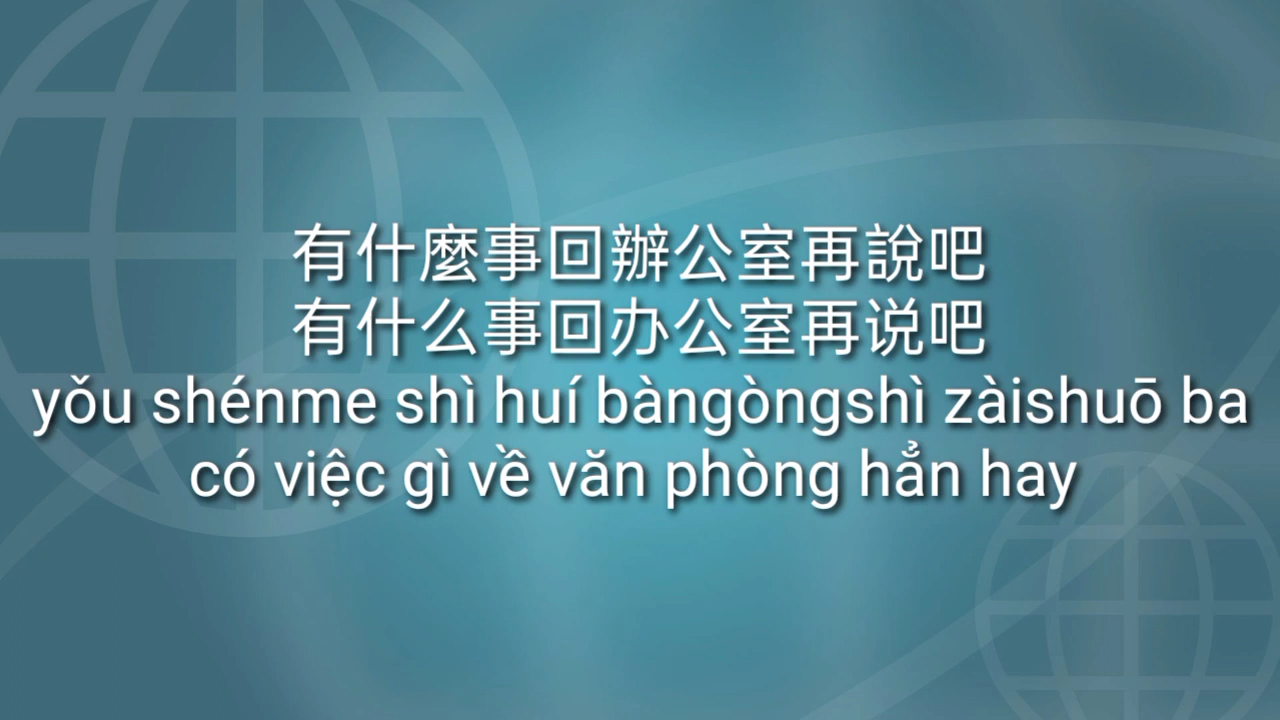 有什麼事回辦公室再說吧
有什么事回办公室再说吧
yǒu shénme shì huí bàngòngshì zàishuō ba
có việc gì về văn phòng hẳn hay